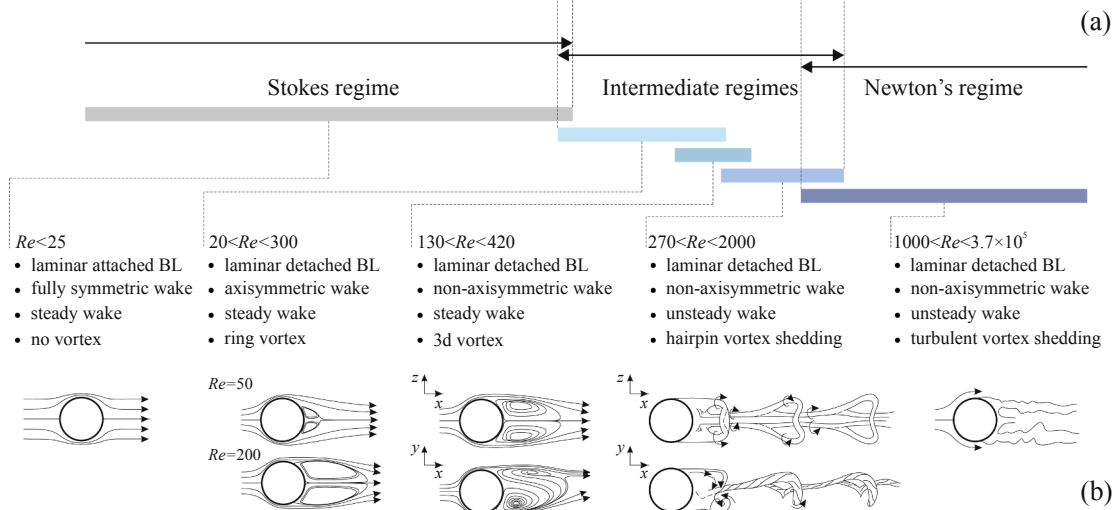 (a)
Stokes regime
Intermediate regimes
Newton's regime
Re<25
• laminar attached BL
• fully symmetric wake
• steady wake
• no vortex
20<Re<300
• laminar detached BL
• axisymmetric wake
• steady wake
• ring vortex
130<Re<420
• laminar detached BL
• non-axisymmetric wake
• steady wake
• 3d vortex
270<Re<2000
• laminar detached BL
• non-axisymmetric wake
• unsteady wake
• hairpin vortex shedding
1000<Re<3.7×10⁵
• laminar detached BL
• non-axisymmetric wake
• unsteady wake
• turbulent vortex shedding
Re=50
Re=200
z
x
y
x
z
x
y
x
(b)